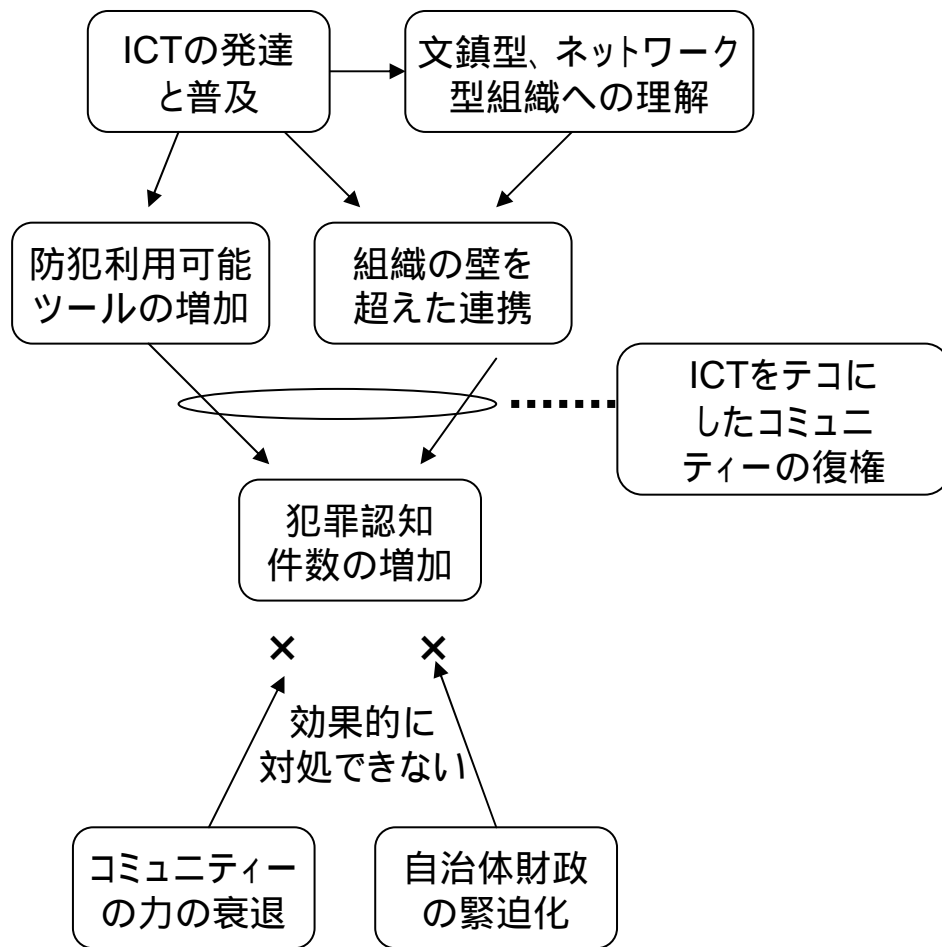 ICTの発達
と普及
文鎮型、ネットワーク
型組織への理解
防犯利用可能
ツールの増加
組織の壁を
超えた連携
ICTをテコに
したコミュニ
ティーの復権
犯罪認知
件数の増加
× ×
効果的に
対処できない
コミュニティー
の力の衰退
自治体財政
の緊迫化